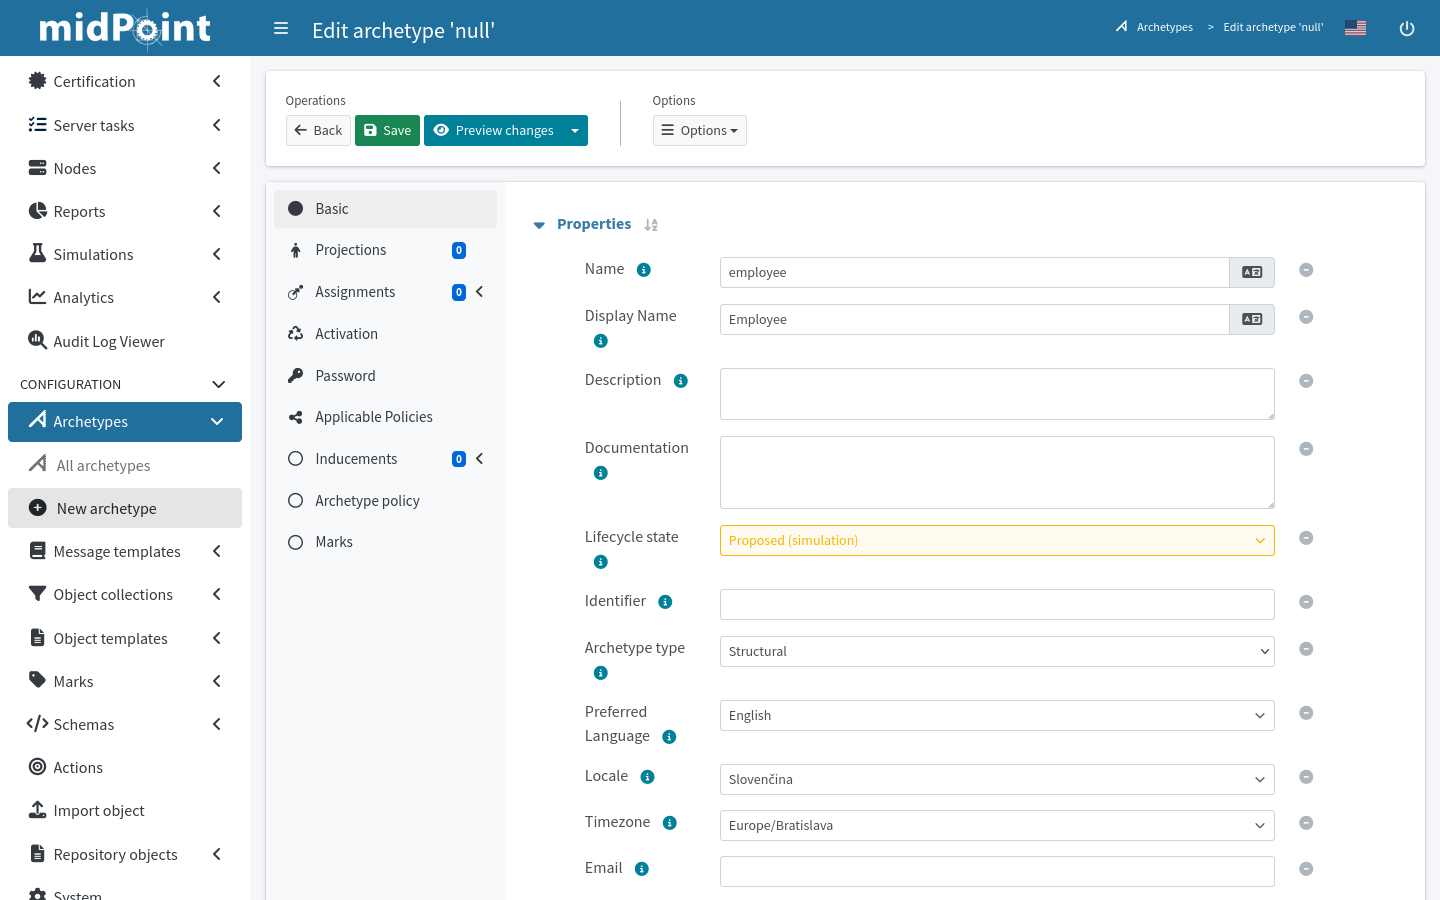 midPoint
Edit archetype 'null'
Archetypes > Edit archetype 'null'
Certification
Server tasks
Nodes
Reports
Simulations
Analytics
Audit Log Viewer
CONFIGURATION
Archetypes
All archetypes
New archetype
Message templates
Object collections
Object templates
Marks
Schemas
Actions
Import object
Repository objects
System
Operations
Back
Save
Preview changes
Options
Options
Basic
Projections 0
Assignments 0
Activation
Password
Applicable Policies
Inducements 0
Archetype policy
Marks
Properties
Name employee
Display Name Employee
Description
Documentation
Lifecycle state Proposed (simulation)
Identifier
Archetype type Structural
Preferred
Language English
Locale Slovenčina
Timezone Europe/Bratislava
Email